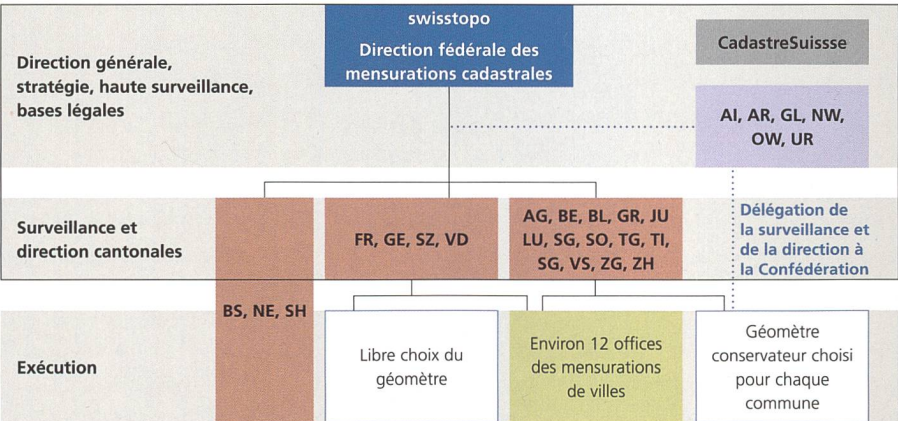 swisstopo
Direction fédérale des
mensurations cadastrales
CadastreSuissse
Direction générale,
stratégie, haute surveillance,
bases légales
AI, AR, GL, NW,
OW, UR
Surveillance et
direction cantonales
FR, GE, SZ, VD
AG, BE, BL, GR, JU
LU, SG, SO, TG, TI,
SG, VS, ZG, ZH
Délégation de
la surveillance et
de la direction à
la Confédération
BS, NE, SH
Exécution
Libre choix du
géomètre
Environ 12 offices
des mensurations
de villes
Géomètre
conservateur choisi
pour chaque
commune